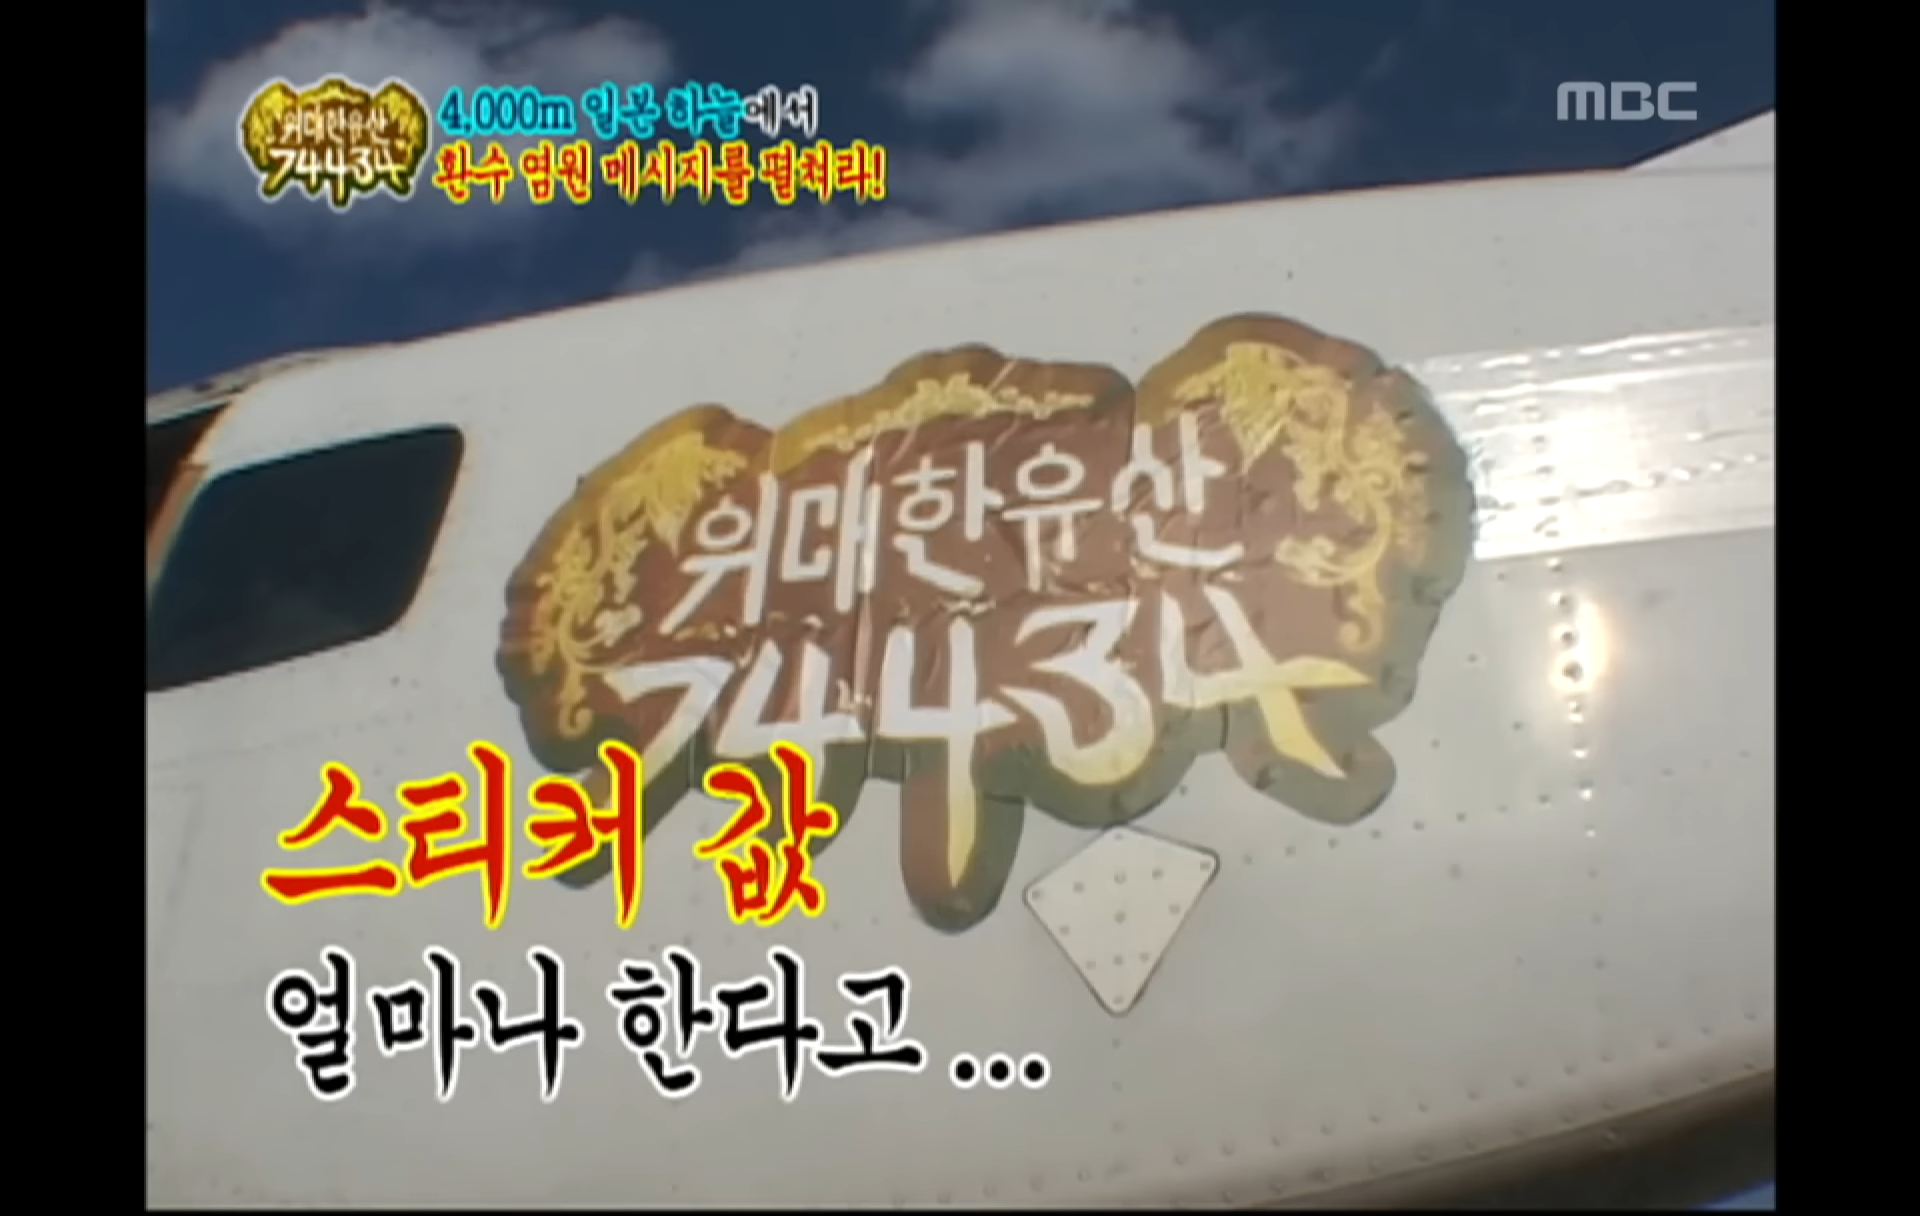 위대한유산
74434
4,000m 일본 하늘에서
환수 염원 메시지를 펼쳐라!
MBC
위대한유산
74434
스티커 값
얼마나 한다고...